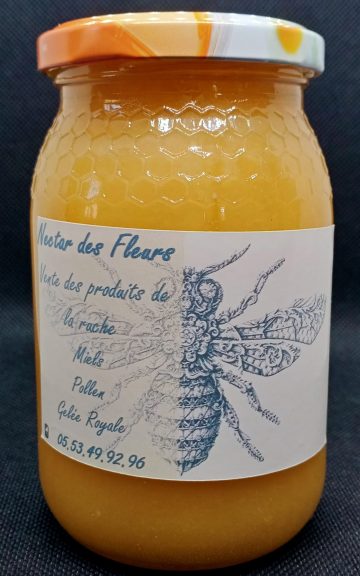 Nectar des Fleurs
Vente des produits de
la ruche
Miels
Pollen
Gelée Royale
05.53.49.92.96